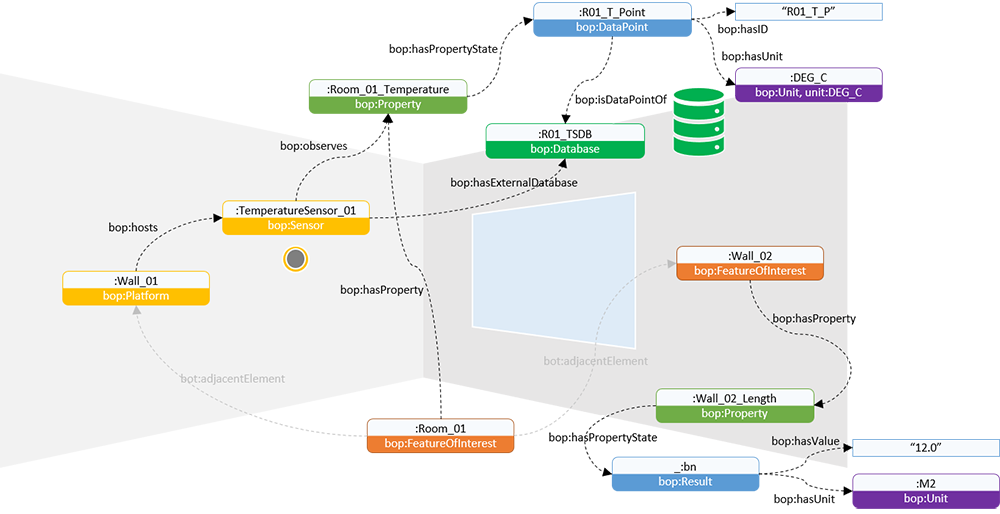 :R01_T_Point
bop:DataPoint
"R01_T_P"
bop:hasID
bop:hasPropertyState
bop:hasUnit
:DEG_C
bop:Unit, unit:DEG_C
:Room_01_Temperature
bop:Property
bop:isDataPointOf
:R01_TSDB
bop:Database
bop:observes
bop:hasExternalDatabase
:TemperatureSensor_01
bop:Sensor
bop:hosts
:Wall_02
bop:FeatureOfInterest
:Wall_01
bop:Platform
bop:hasProperty
bop:hasProperty
bot:adjacentElement
bot:adjacentElement
:Wall_02_Length
bop:Property
:Room_01
bop:FeatureOfInterest
bop:hasPropertyState
bop:hasValue
"12.0"
_:bn
bop:Result
:M2
bop:Unit
bop:hasUnit